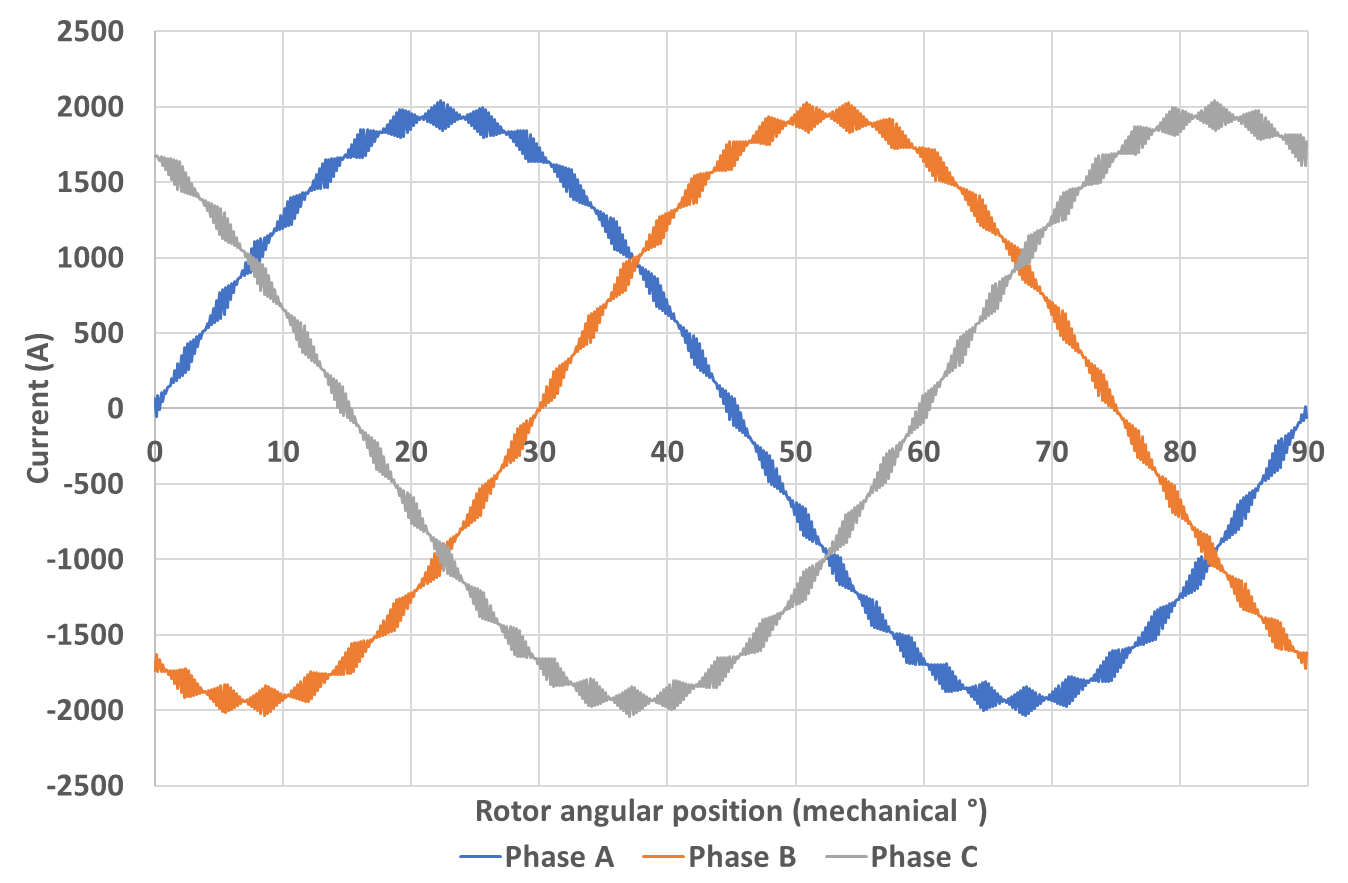 2500
2000
1500
1000
500
0
-500
-1000
-1500
-2000
-2500
Current (A)
0 10 20 30 40 50 60 70 80 90
Rotor angular position (mechanical °)
Phase A Phase B Phase C